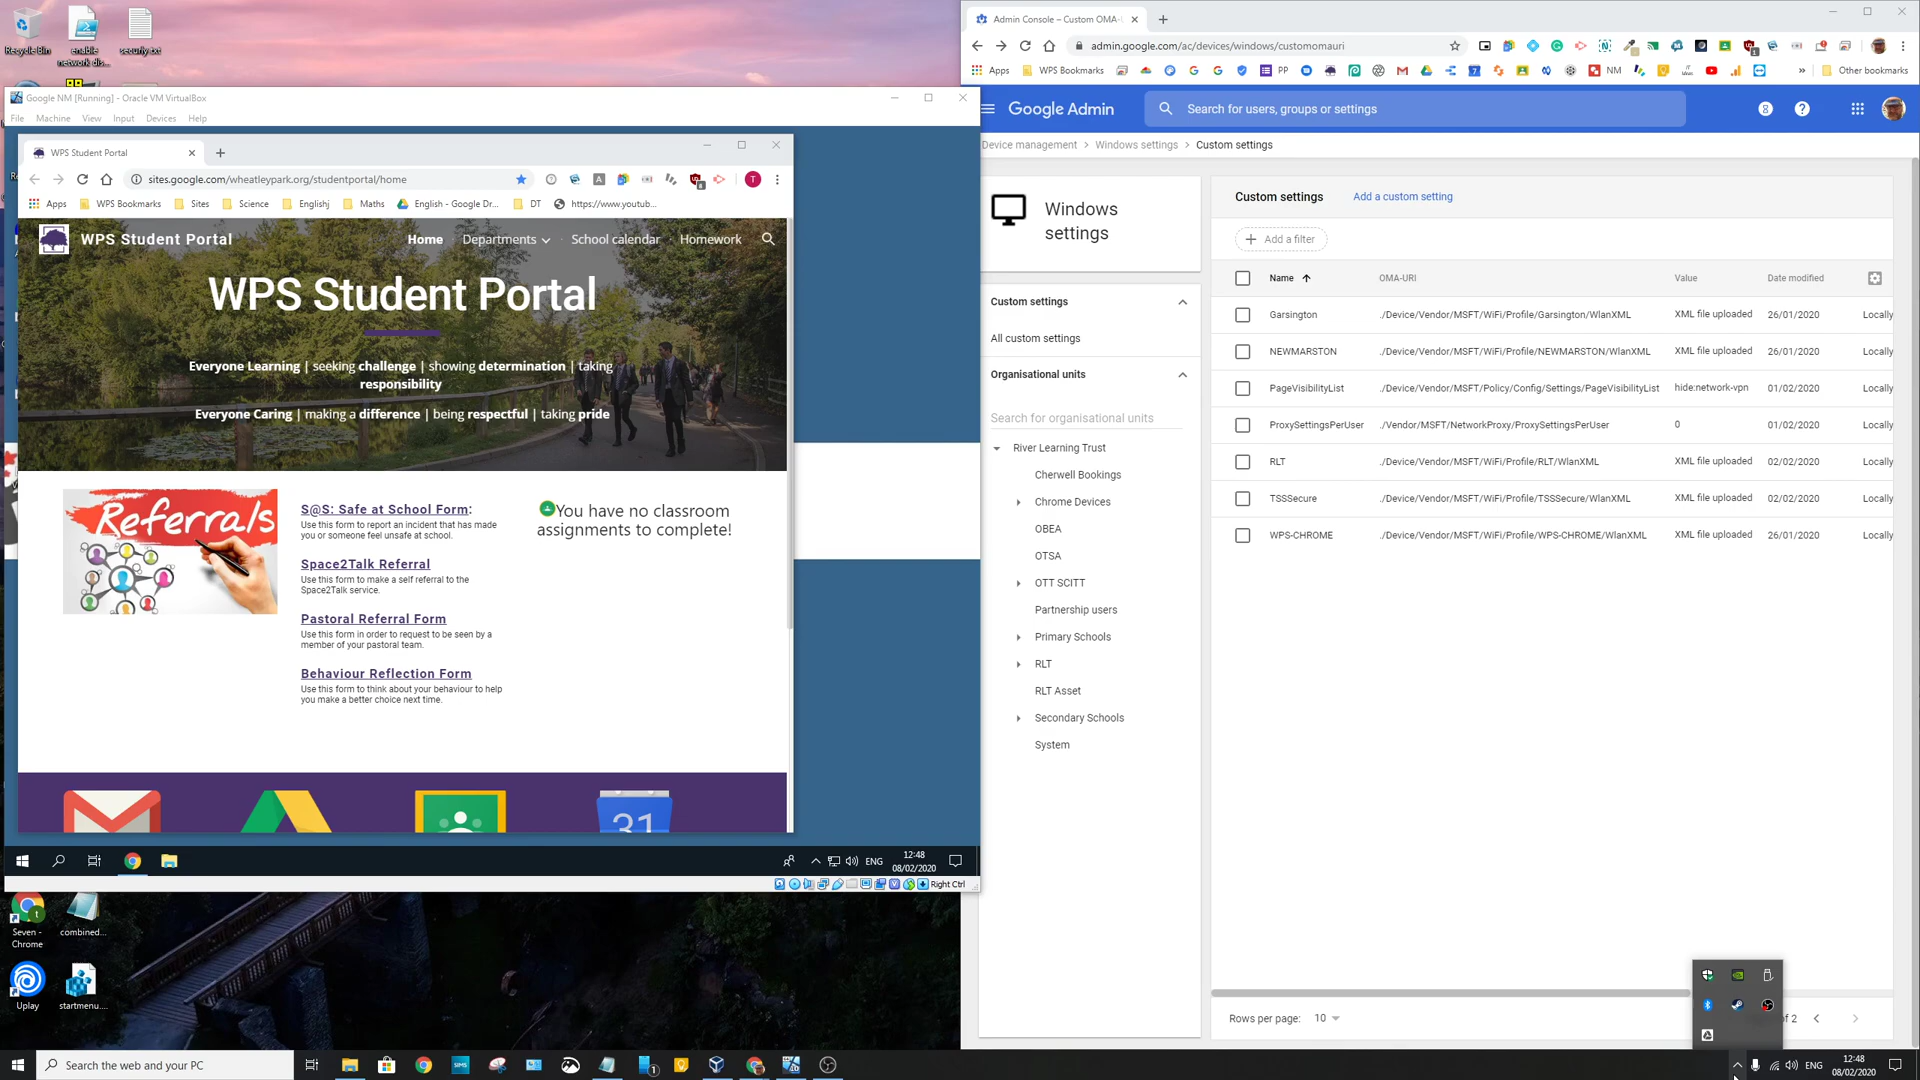 Recycle Bin
enable network dis...
securly.txt
Google NM [Running] - Oracle VM VirtualBox
File Machine View Input Devices Help
WPS Student Portal
sites.google.com/wheatleypark.org/studentportal/home
Apps WPS Bookmarks Sites Science Englishj Maths English - Google Dr... DT https://www.youtub...
WPS Student Portal
Home Departments School calendar Homework
WPS Student Portal
Everyone Learning | seeking challenge | showing determination | taking
responsibility
Everyone Caring | making a difference | being respectful | taking pride
Referrals
S@S: Safe at School Form:
Use this form to report an incident that has made
you or someone feel unsafe at school.
Space2Talk Referral
Use this form to make a self referral to the
Space2Talk service.
Pastoral Referral Form
Use this form in order to request to be seen by a
member of your pastoral team.
Behaviour Reflection Form
Use this form to think about your behaviour to help
you make a better choice next time.
You have no classroom
assignments to complete!
31
ENG
12:48
08/02/2020
Right Ctrl
Seven - Chrome
combined...
Uplay
startmenu....
Admin Console – Custom OMA-
admin.google.com/ac/devices/windows/customomauri
Apps WPS Bookmarks PP NM » Other bookmarks
Google Admin
Search for users, groups or settings
Device management > Windows settings > Custom settings
Windows
settings
Custom settings
All custom settings
Organisational units
Search for organisational units
River Learning Trust
Cherwell Bookings
Chrome Devices
OBEA
OTSA
OTT SCITT
Partnership users
Primary Schools
RLT
RLT Asset
Secondary Schools
System
Custom settings Add a custom setting
Add a filter
Name OMA-URI Value Date modified
Garsington ./Device/Vendor/MSFT/WiFi/Profile/Garsington/WlanXML XML file uploaded 26/01/2020 Locally
NEWMARSTON ./Device/Vendor/MSFT/WiFi/Profile/NEWMARSTON/WlanXML XML file uploaded 26/01/2020 Locally
PageVisibilityList ./Device/Vendor/MSFT/Policy/Config/Settings/PageVisibilityList hide:network-vpn 01/02/2020 Locally
ProxySettingsPerUser ./Vendor/MSFT/NetworkProxy/ProxySettingsPerUser 0 01/02/2020 Locally
RLT ./Device/Vendor/MSFT/WiFi/Profile/RLT/WlanXML XML file uploaded 02/02/2020 Locally
TSSSecure ./Device/Vendor/MSFT/WiFi/Profile/TSSSecure/WlanXML XML file uploaded 02/02/2020 Locally
WPS-CHROME ./Device/Vendor/MSFT/WiFi/Profile/WPS-CHROME/WlanXML XML file uploaded 26/01/2020 Locally
Rows per page: 10 of 2
Search the web and your PC
SIMS
ENG
12:48
08/02/2020